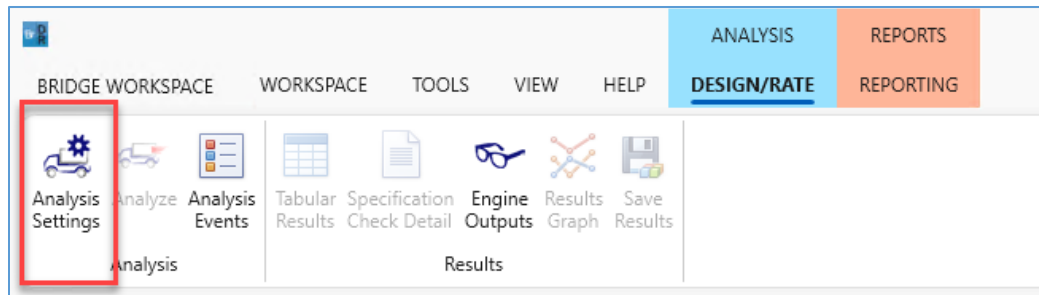 ANALYSIS REPORTS
BRIDGE WORKSPACE WORKSPACE TOOLS VIEW HELP DESIGN/RATE REPORTING
Analysis Analyze Analysis Tabular Specification Engine Results Save
Settings Events Results Check Detail Outputs Graph Results
Analysis Results